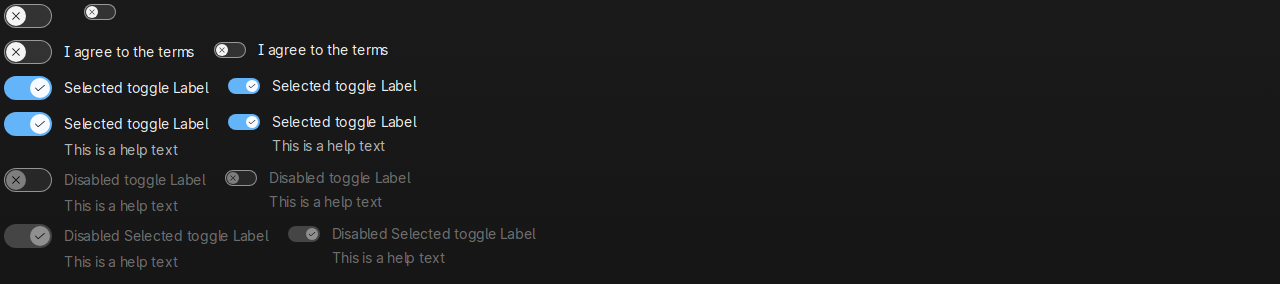 I agree to the terms I agree to the terms
Selected toggle Label Selected toggle Label
Selected toggle Label Selected toggle Label
This is a help text This is a help text
Disabled toggle Label Disabled toggle Label
This is a help text This is a help text
Disabled Selected toggle Label Disabled Selected toggle Label
This is a help text This is a help text